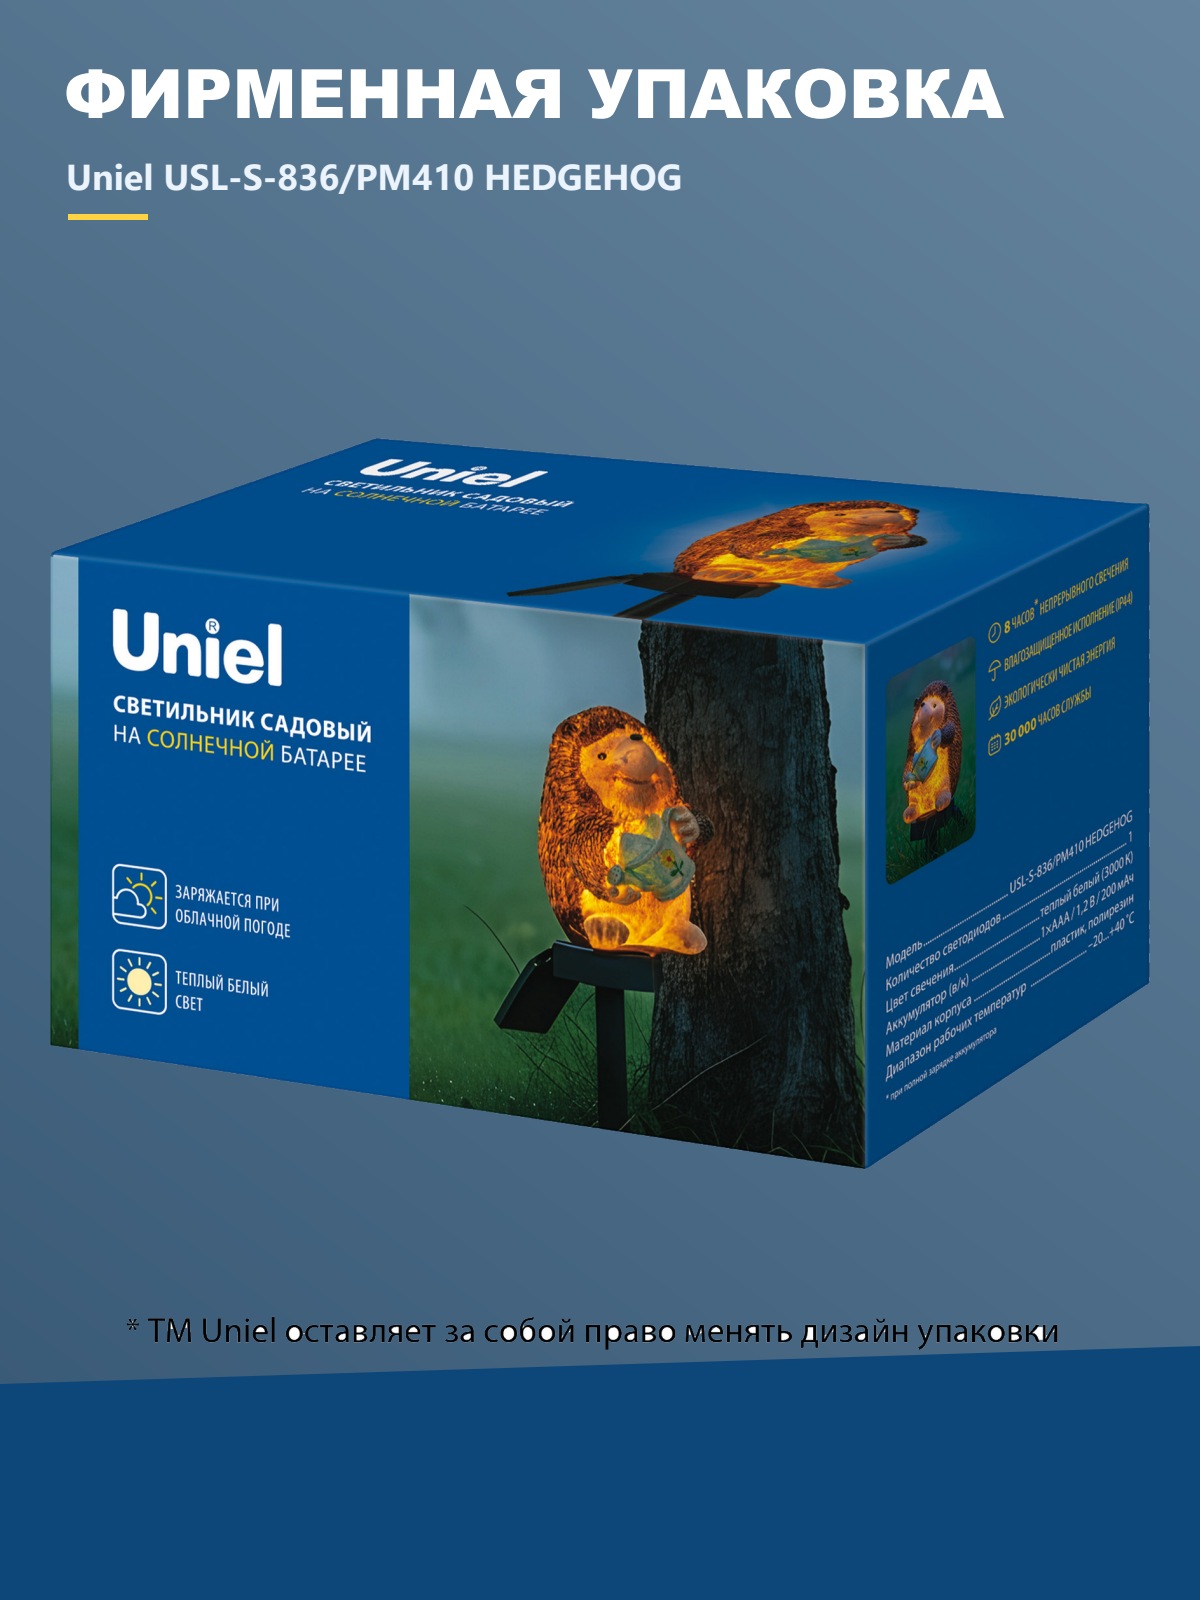 ФИРМЕННАЯ УПАКОВКА
Uniel USL-S-836/PM410 HEDGEHOG
Uniel
СВЕТИЛЬНИК САДОВЫЙ
НА СОЛНЕЧНОЙ БАТАРЕЕ
Uniel®
СВЕТИЛЬНИК САДОВЫЙ
НА СОЛНЕЧНОЙ БАТАРЕЕ
ЗАРЯЖАЕТСЯ ПРИ
ОБЛАЧНОЙ ПОГОДЕ
ТЕПЛЫЙ БЕЛЫЙ
СВЕТ
8 ЧАСОВ* НЕПРЕРЫВНОГО СВЕЧЕНИЯ
ВЛАГОЗАЩИЩЕННОЕ ИСПОЛНЕНИЕ (IP44)
ЭКОЛОГИЧЕСКИ ЧИСТАЯ ЭНЕРГИЯ
30 000 ЧАСОВ СЛУЖБЫ
Модель USL-S-836/PM410 HEDGEHOG
Количество светодиодов 1
Цвет свечения теплый белый (3000 К)
Аккумулятор (в/к) 1×AAA / 1,2 В / 200 мАч
Материал корпуса пластик, полирезин
Диапазон рабочих температур –20...+40 °C
* при полной зарядке аккумулятора
* ТМ Uniel оставляет за собой право менять дизайн упаковки